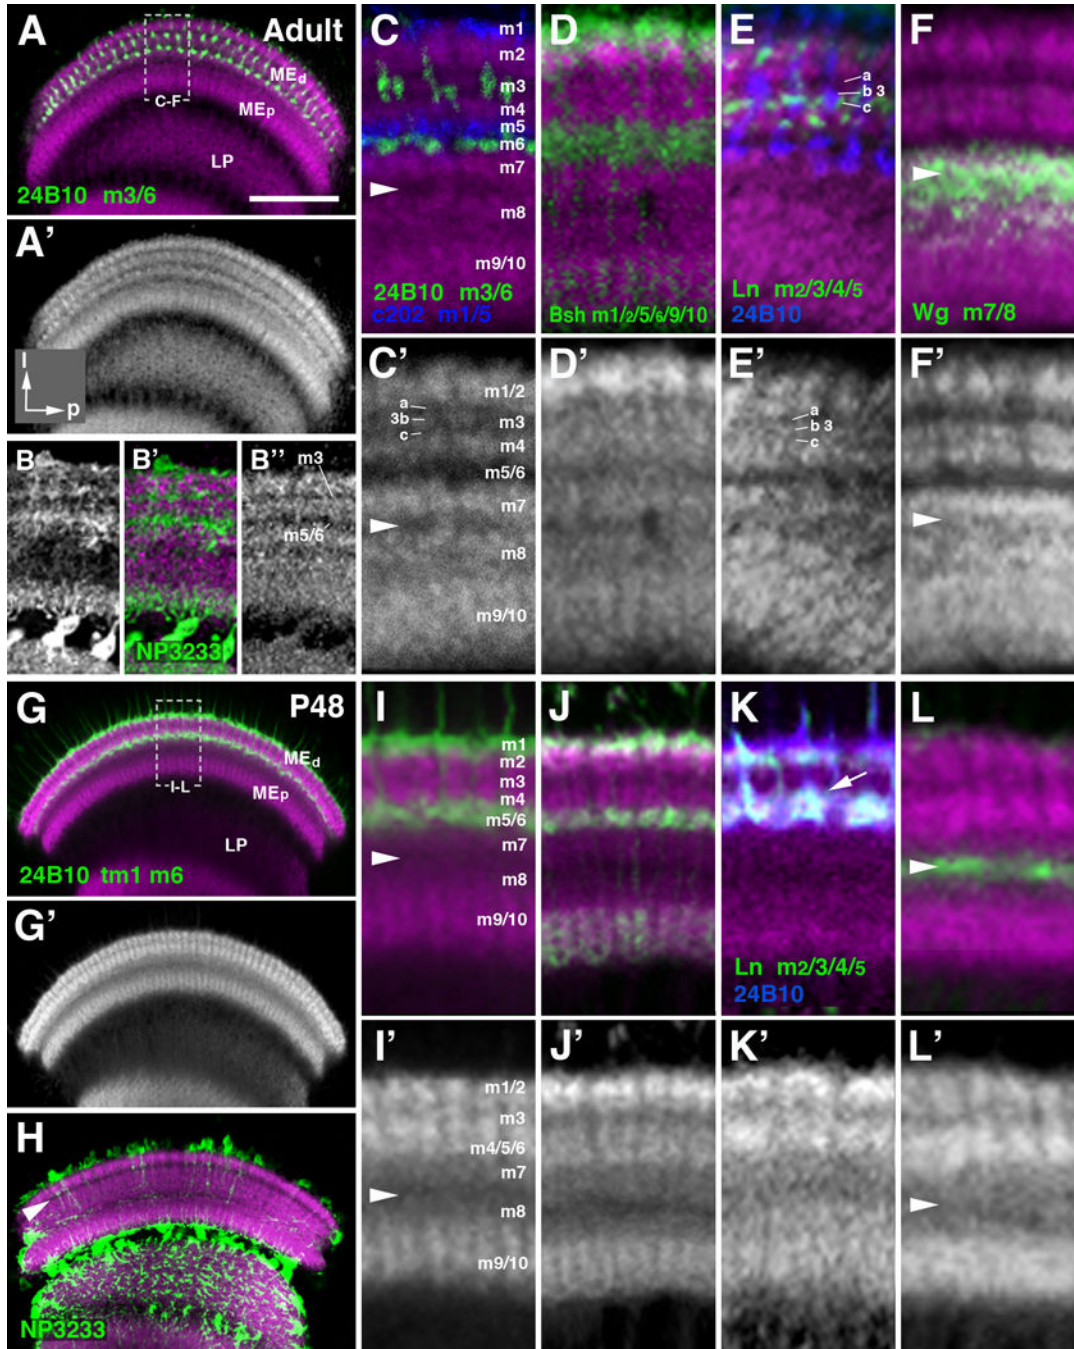 A Adult
C-F
MEd
MEp
LP
24B10 m3/6
A'
l
p
B
B'
NP3233
B''
m3
m5/6
C
m1
m2
m3
m4
m5
m6
m7
m8
m9/10
24B10 m3/6
c202 m1/5
D
Bsh m1/2/5/6/9/10
E
a
b 3
c
Ln m2/3/4/5
24B10
F
Wg m7/8
C'
m1/2
a
3b
c
m3
m4
m5/6
m7
m8
m9/10
D'
E'
a
b 3
c
F'
G P48
I-L
MEd
MEp
LP
24B10 tm1 m6
G'
H
NP3233
I
m1
m2
m3
m4
m5/6
m7
m8
m9/10
J
K
Ln m2/3/4/5
24B10
L
I'
m1/2
m3
m4/5/6
m7
m8
m9/10
J'
K'
L'